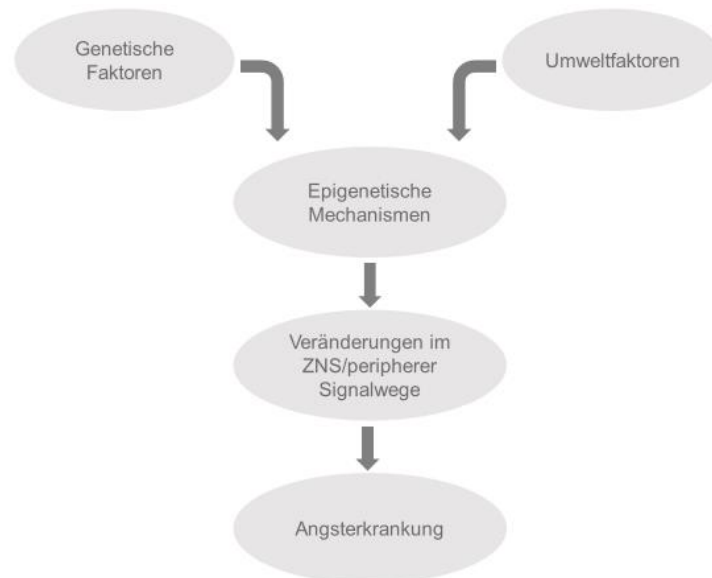 Genetische
Faktoren
Umweltfaktoren
Epigenetische
Mechanismen
Veränderungen im
ZNS/peripherer
Signalwege
Angsterkrankung